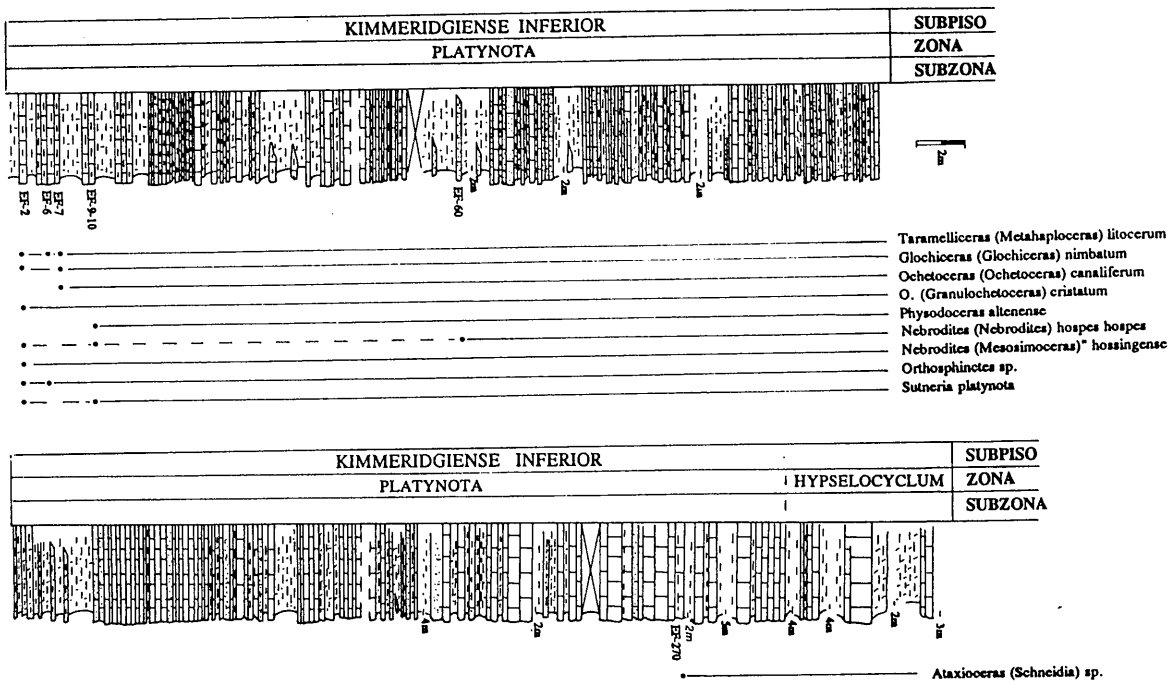 KIMMERIDGIENSE INFERIOR SUBPISO
PLATYNOTA ZONA
SUBZONA
2m
EF-2 EF-6 EF-7 EF-9-10 EF-60 2m 2m 2m
Taramelliceras (Metahaploceras) litocerum
Glochiceras (Glochiceras) nimbatum
Ochetoceras (Ochetoceras) canaliferum
O. (Granulochetoceras) cristatum
Physodoceras altenense
Nebrodites (Nebrodites) hospes hospes
Nebrodites (Mesosimoceras)" hossingense
Orthosphinctes sp.
Sutneria platynota
KIMMERIDGIENSE INFERIOR SUBPISO
PLATYNOTA HYPSELOCYCLUM ZONA
SUBZONA
4m 2m EF-270 2m 5m 4m 4m 2m 3m
Ataxioceras (Schneidia) sp.